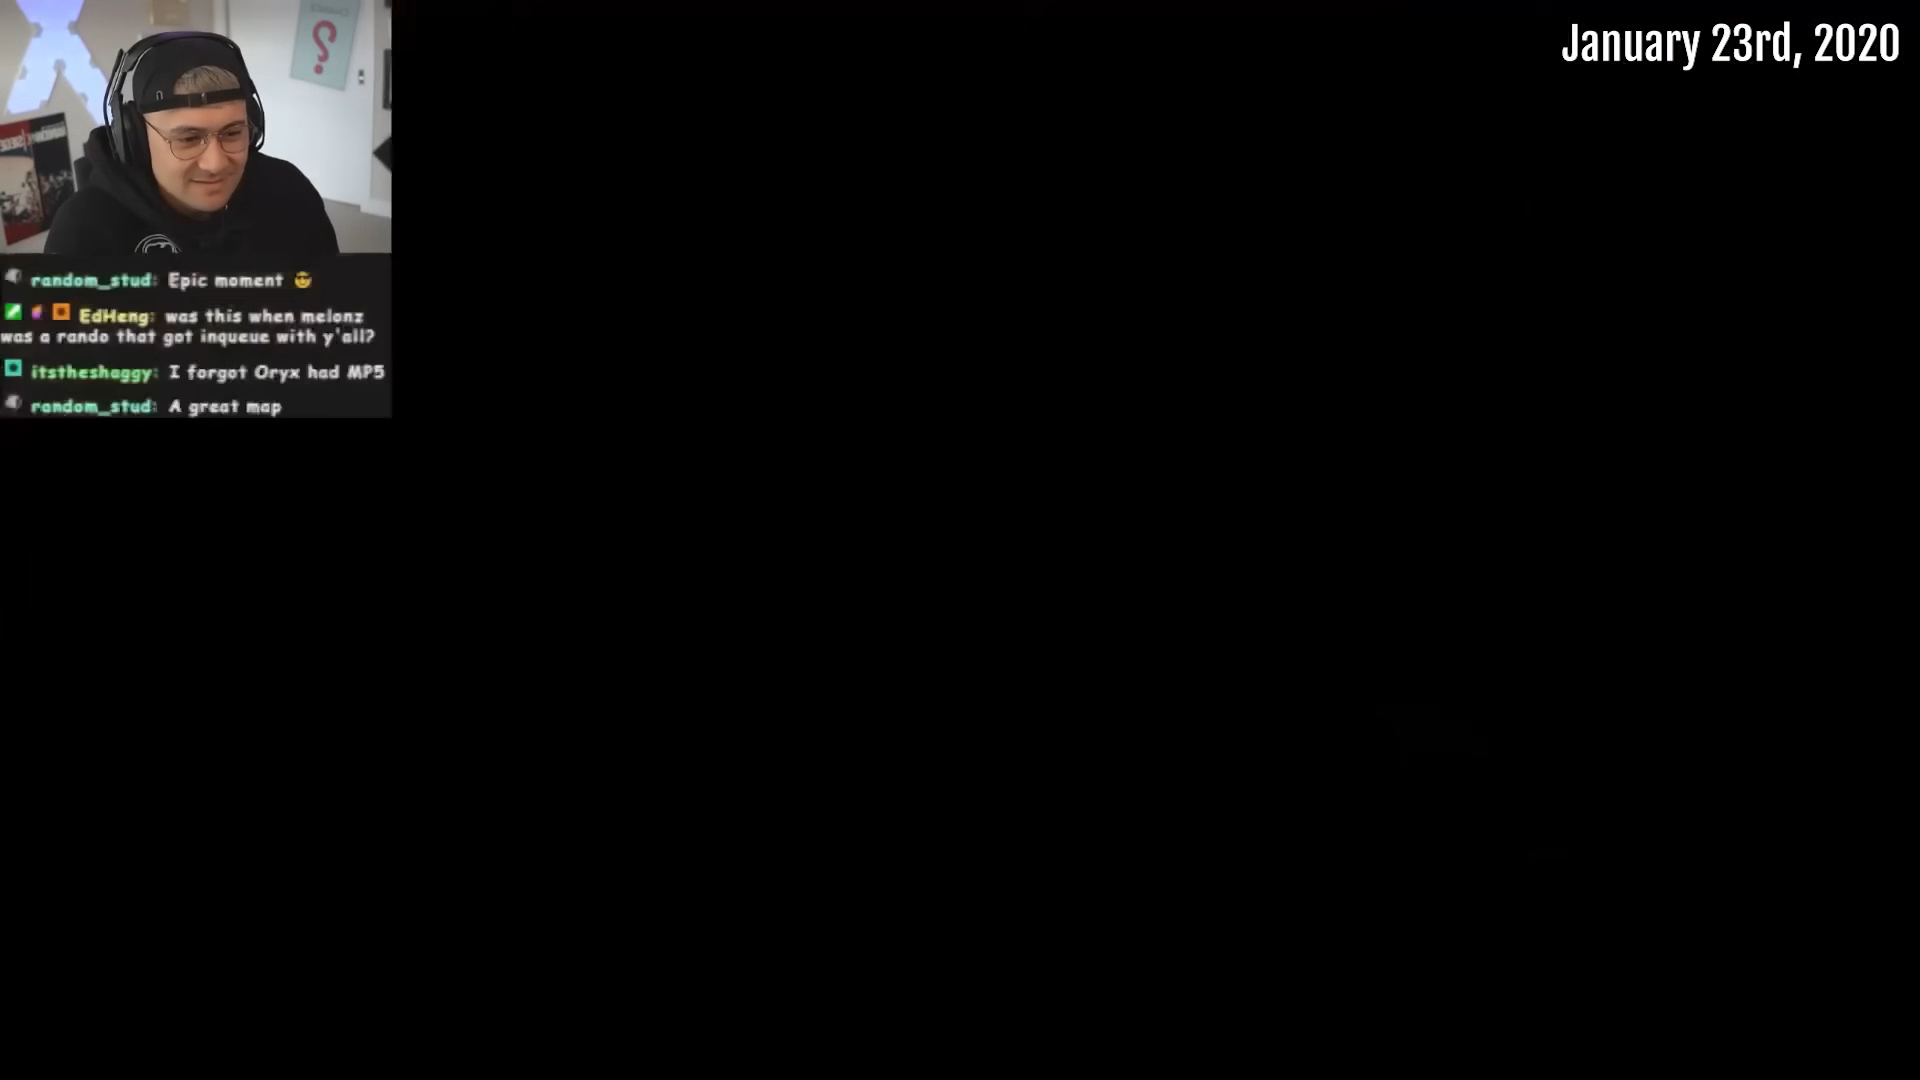 January 23rd, 2020
random_stud: Epic moment
EdHeng: was this when melonz
was a rando that got inqueue with y'all?
itstheshaggy: I forgot Oryx had MP5
random_stud: A great map